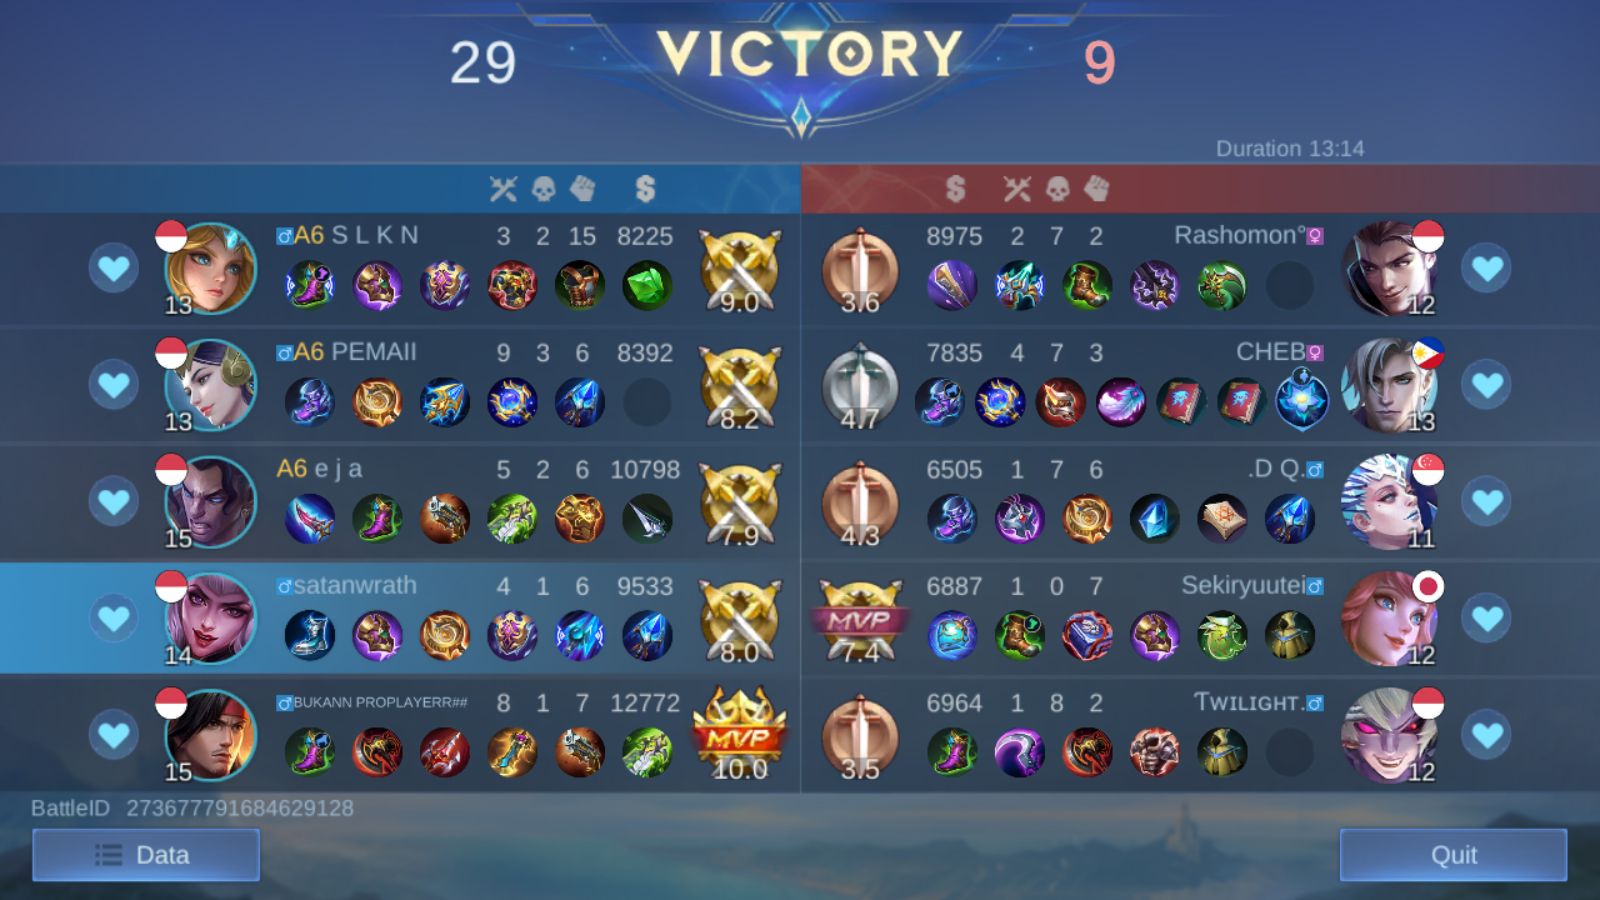 29 VICTORY 9
Duration 13:14
A6 S L K N 3 2 15 8225
13 9.0
3.6 8975 2 7 2 Rashomon°
12
A6 PEMAII 9 3 6 8392
13 8.2
4.7 7835 4 7 3 CHEB
13
A6 e j a 5 2 6 10798
15 7.9
4.3 6505 1 7 6 .D Q.
11
satanwrath 4 1 6 9533
14 8.0
MVP
7.4 6887 1 0 7 Sekiryuutei
12
BUKANN PROPLAYERR## 8 1 7 12772
15 MVP
10.0
3.5 6964 1 8 2 Ƭᴡɪʟɪɢʜᴛ.
12
BattleID 273677791684629128
Data
Quit